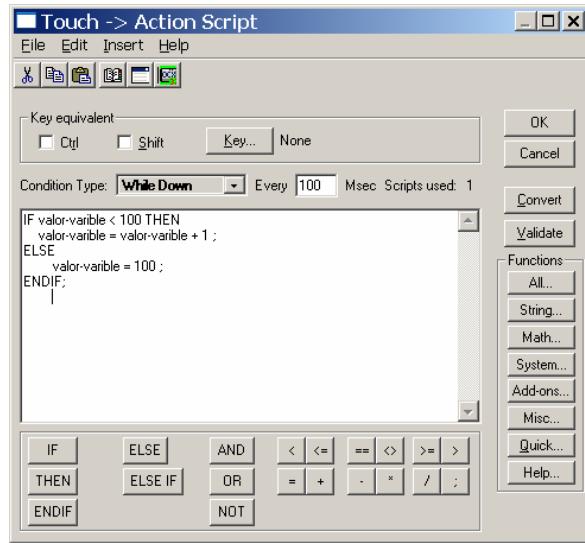 Touch -> Action Script
File Edit Insert Help
Key equivalent
Ctrl Shift Key... None
OK
Cancel
Condition Type: While Down Every 100 Msec Scripts used: 1
Convert
Validate
IF valor-varible < 100 THEN
valor-varible = valor-varible + 1 ;
ELSE
valor-varible = 100 ;
ENDIF;
Functions
All...
String...
Math...
System...
Add-ons...
Misc...
Quick...
Help...
IF ELSE AND < <= == <> >= >
THEN ELSE IF OR = + - * / ;
ENDIF NOT